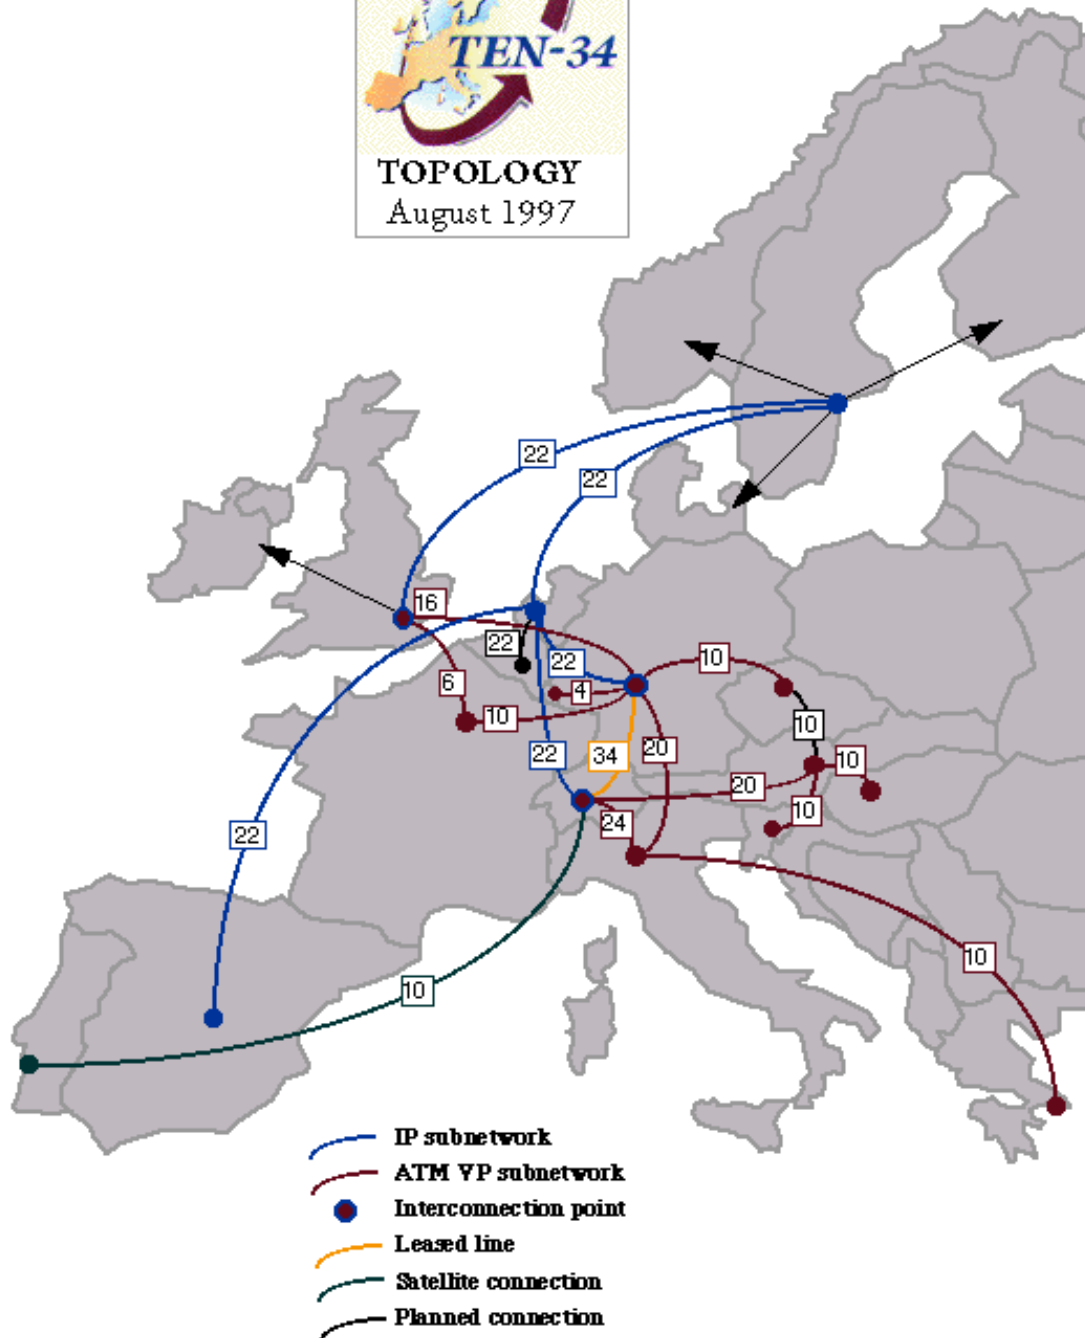 TEN-34
TOPOLOGY
August 1997
22
22
16
22
10
22
4
6
10
10
22
34
20
10
20
10
24
22
10
10
IP subnetwork
ATM VP subnetwork
Interconnection point
Leased line
Satellite connection
Planned connection